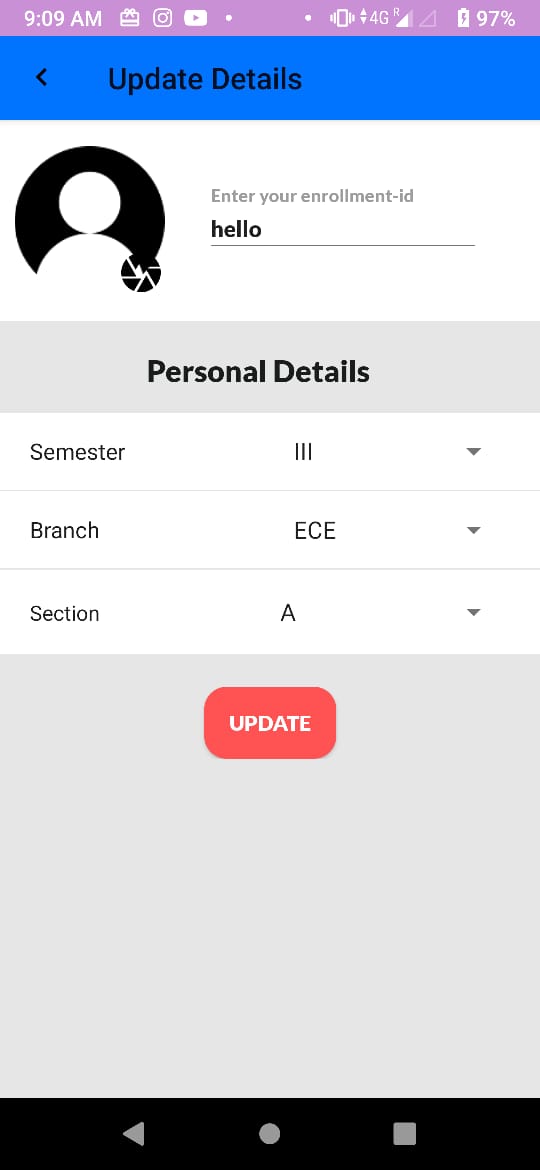 9:09 AM 4G R 97%
Update Details
Enter your enrollment-id
hello
Personal Details
Semester III
Branch ECE
Section A
UPDATE